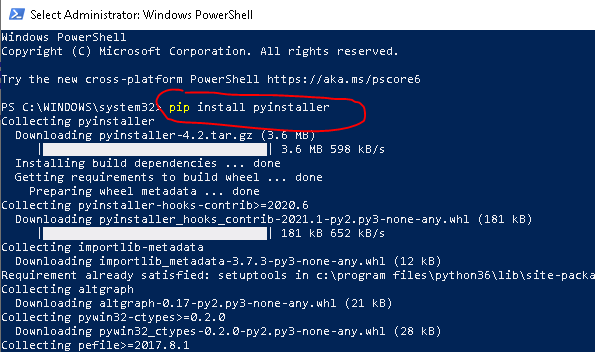 Select Administrator: Windows PowerShell
Windows PowerShell
Copyright (C) Microsoft Corporation. All rights reserved.
Try the new cross-platform PowerShell https://aka.ms/pscore6
PS C:\WINDOWS\system32> pip install pyinstaller
Collecting pyinstaller
Downloading pyinstaller-4.2.tar.gz (3.6 MB)
|| 3.6 MB 598 kB/s
Installing build dependencies ... done
Getting requirements to build wheel ... done
Preparing wheel metadata ... done
Collecting pyinstaller-hooks-contrib>=2020.6
Downloading pyinstaller_hooks_contrib-2021.1-py2.py3-none-any.whl (181 kB)
|| 181 kB 652 kB/s
Collecting importlib-metadata
Downloading importlib_metadata-3.7.3-py3-none-any.whl (12 kB)
Requirement already satisfied: setuptools in c:\program files\python36\lib\site-packa
Collecting altgraph
Downloading altgraph-0.17-py2.py3-none-any.whl (21 kB)
Collecting pywin32-ctypes>=0.2.0
Downloading pywin32_ctypes-0.2.0-py2.py3-none-any.whl (28 kB)
Collecting pefile>=2017.8.1